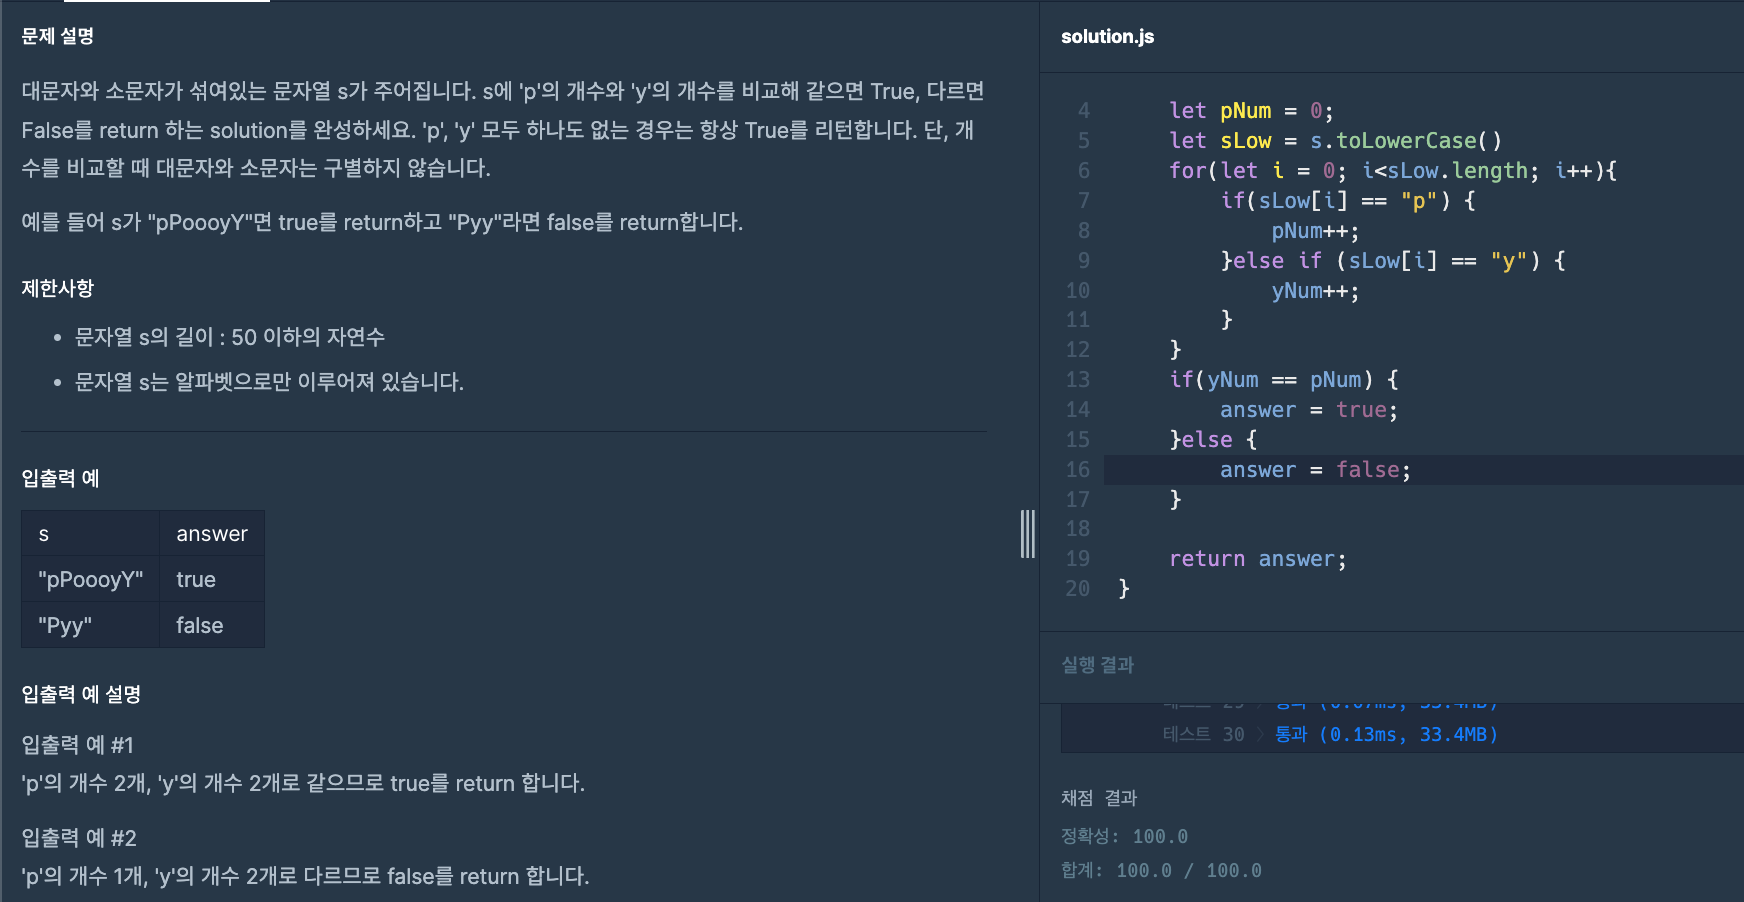 문제 설명
대문자와 소문자가 섞여있는 문자열 s가 주어집니다. s에 'p'의 개수와 'y'의 개수를 비교해 같으면 True, 다르면
False를 return 하는 solution를 완성하세요. 'p', 'y' 모두 하나도 없는 경우는 항상 True를 리턴합니다. 단, 개
수를 비교할 때 대문자와 소문자는 구별하지 않습니다.
예를 들어 s가 "pPoooyY"면 true를 return하고 "Pyy"라면 false를 return합니다.
제한사항
• 문자열 s의 길이 : 50 이하의 자연수
• 문자열 s는 알파벳으로만 이루어져 있습니다.
입출력 예
s answer
"pPoooyY" true
"Pyy" false
입출력 예 설명
입출력 예 #1
'p'의 개수 2개, 'y'의 개수 2개로 같으므로 true를 return 합니다.
입출력 예 #2
'p'의 개수 1개, 'y'의 개수 2개로 다르므로 false를 return 합니다.
solution.js
4 let pNum = 0;
5 let sLow = s.toLowerCase()
6 for(let i = 0; i<sLow.length; i++){
7 if(sLow[i] == "p") {
8 pNum++;
9 }else if (sLow[i] == "y") {
10 yNum++;
11 }
12 }
13 if(yNum == pNum) {
14 answer = true;
15 }else {
16 answer = false;
17 }
18
19 return answer;
20 }
실행 결과
테스트 29 > 통과 (0.07ms, 33.4MB)
테스트 30 > 통과 (0.13ms, 33.4MB)
채점 결과
정확성: 100.0
합계: 100.0 / 100.0